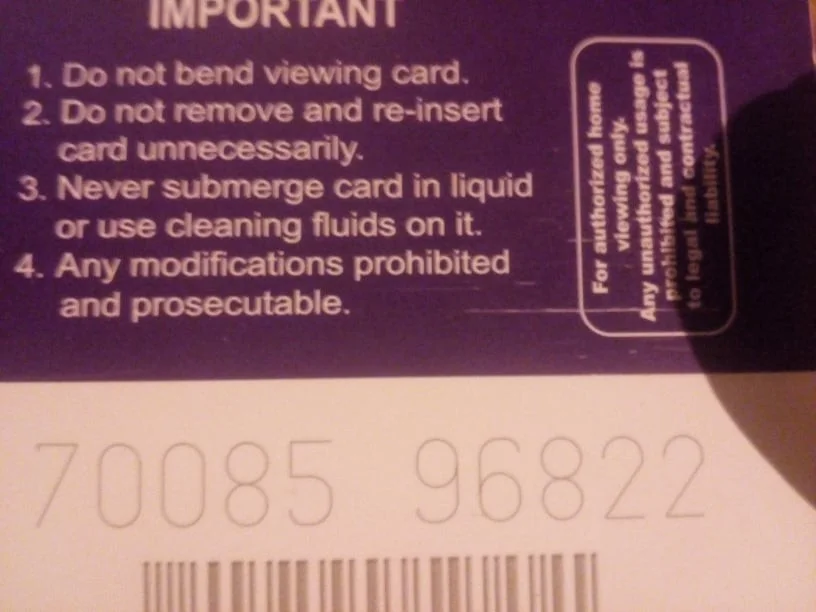 IMPORTANT
1. Do not bend viewing card.
2. Do not remove and re-insert
card unnecessarily.
3. Never submerge card in liquid
or use cleaning fluids on it.
4. Any modifications prohibited
and prosecutable.
For authorized home
viewing only.
Any unauthorized usage is
prohibited and subject
to legal and contractual
liability.
70085 96822